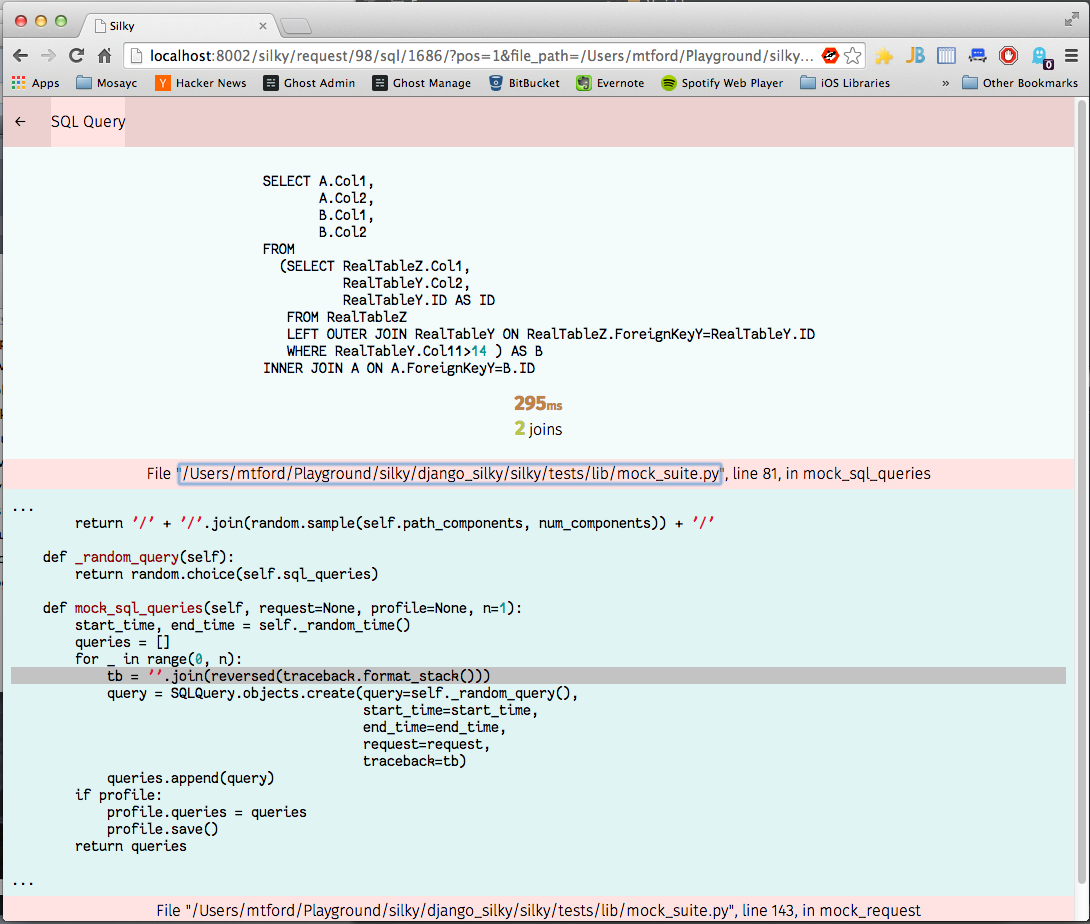 Silky
localhost:8002/silky/request/98/sql/1686/?pos=1&file_path=/Users/mtford/Playground/silky...
JB
0
Apps Mosayc Hacker News Ghost Admin Ghost Manage BitBucket Evernote Spotify Web Player iOS Libraries » Other Bookmarks
← SQL Query
SELECT A.Col1,
A.Col2,
B.Col1,
B.Col2
FROM
(SELECT RealTableZ.Col1,
RealTableY.Col2,
RealTableY.ID AS ID
FROM RealTableZ
LEFT OUTER JOIN RealTableY ON RealTableZ.ForeignKeyY=RealTableY.ID
WHERE RealTableY.Col11>14 ) AS B
INNER JOIN A ON A.ForeignKeyY=B.ID
295ms
2 joins
File "/Users/mtford/Playground/silky/django_silky/silky/tests/lib/mock_suite.py", line 81, in mock_sql_queries
...
return '/' + '/'.join(random.sample(self.path_components, num_components)) + '/'
def _random_query(self):
return random.choice(self.sql_queries)
def mock_sql_queries(self, request=None, profile=None, n=1):
start_time, end_time = self._random_time()
queries = []
for _ in range(0, n):
tb = ''.join(reversed(traceback.format_stack()))
query = SQLQuery.objects.create(query=self._random_query(),
start_time=start_time,
end_time=end_time,
request=request,
traceback=tb)
queries.append(query)
if profile:
profile.queries = queries
profile.save()
return queries
...
File "/Users/mtford/Playground/silky/django_silky/silky/tests/lib/mock_suite.py", line 143, in mock_request